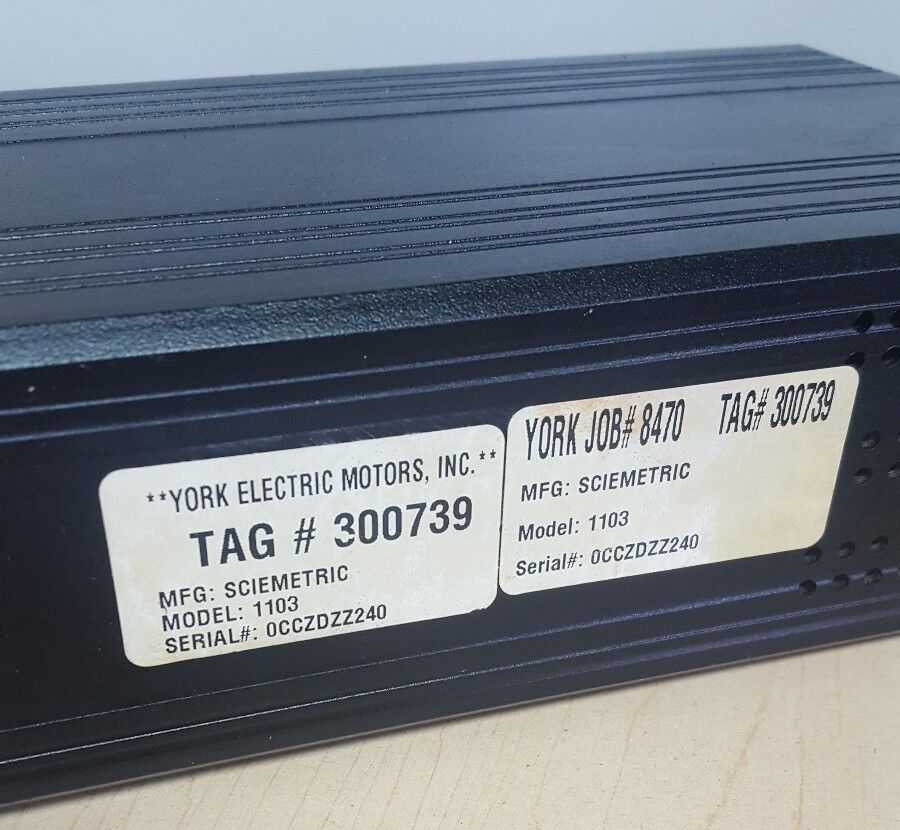 **YORK ELECTRIC MOTORS, INC.**
TAG # 300739
MFG: SCIEMETRIC
MODEL: 1103
SERIAL#: 0CCZDZZ240
YORK JOB# 8470 TAG# 300739
MFG: SCIEMETRIC
Model: 1103
Serial#: 0CCZDZZ240